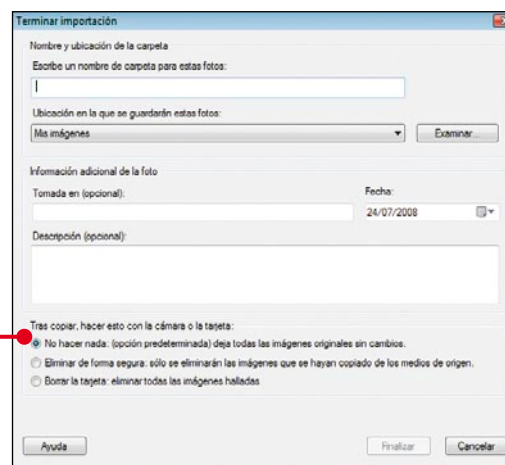 Terminar importación
Nombre y ubicación de la carpeta
Escribe un nombre de carpeta para estas fotos:
Ubicación en la que se guardarán estas fotos:
Mis imágenes
Examinar...
Información adicional de la foto
Tomada en (opcional):
Fecha:
24/07/2008
Descripción (opcional):
Tras copiar, hacer esto con la cámara o la tarjeta:
No hacer nada: (opción predeterminada) deja todas las imágenes originales sin cambios.
Eliminar de forma segura: sólo se eliminarán las imágenes que se hayan copiado de los medios de origen.
Borrar la tarjeta: eliminar todas las imágenes halladas
Ayuda
Finalizar
Cancelar